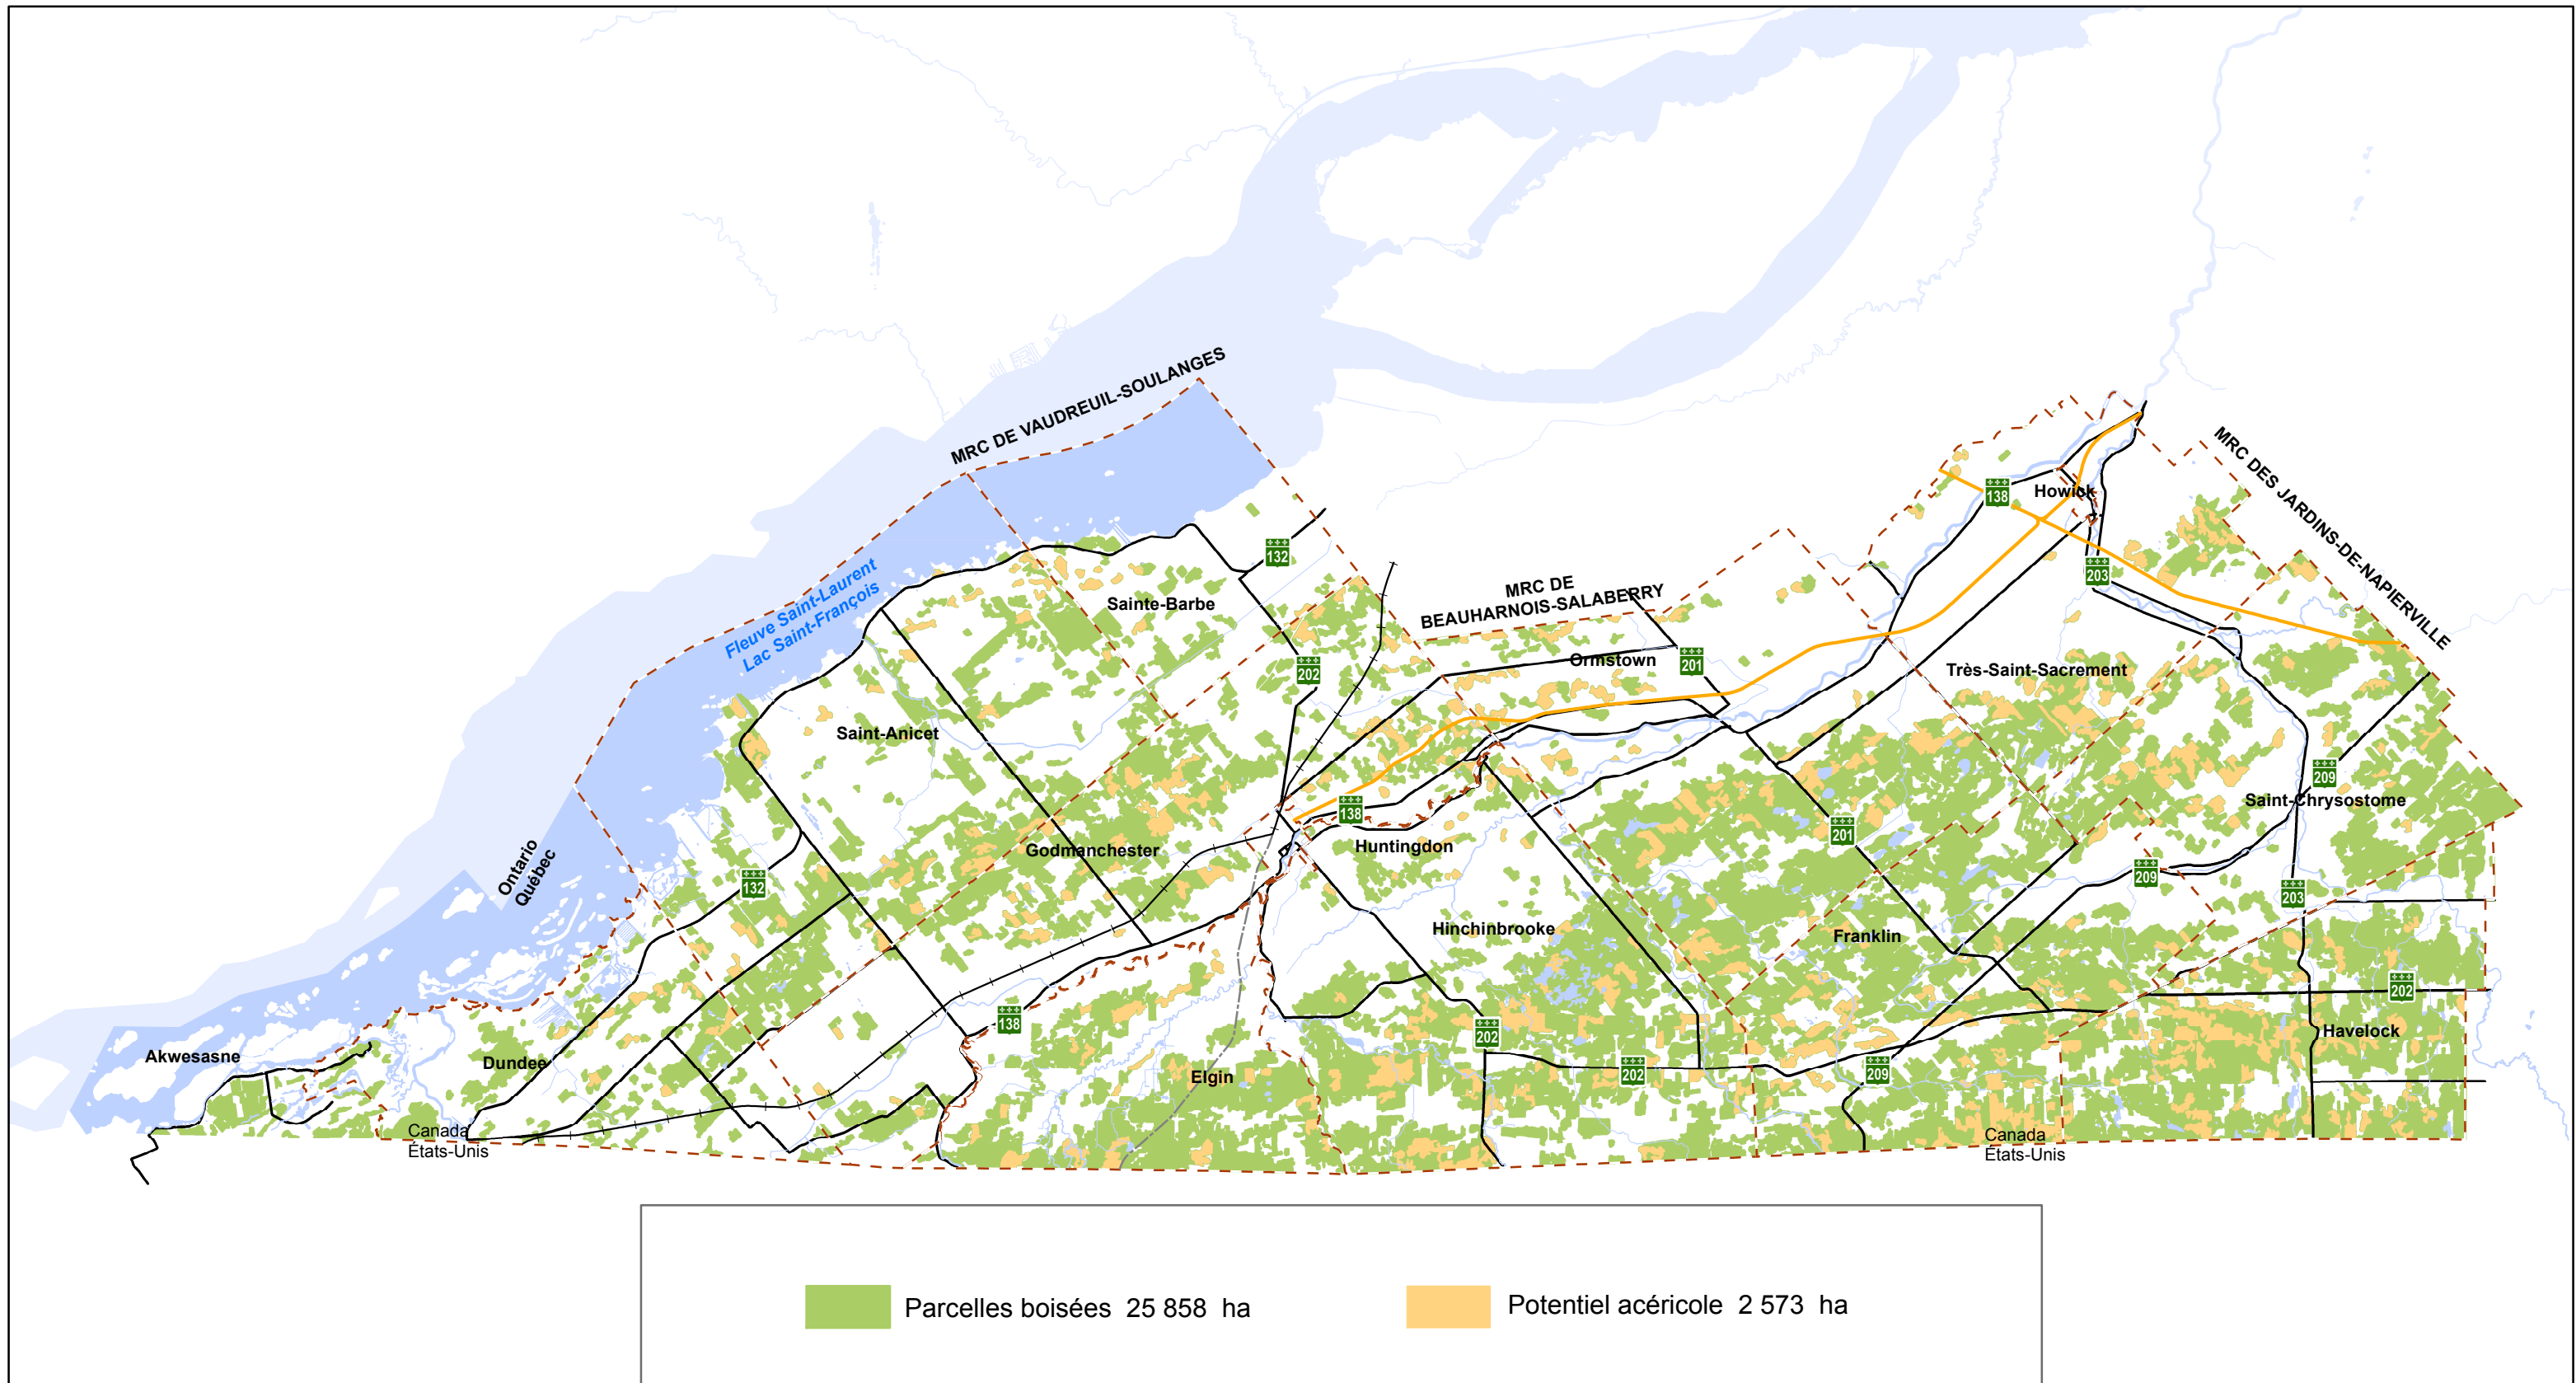 MRC DE VAUDREUIL-SOULANGES
MRC DES JARDINS-DE-NAPIERVILLE
138
Howick
132
203
Fleuve Saint-Laurent
Lac Saint-François
Sainte-Barbe
MRC DE
BEAUHARNOIS-SALABERRY
202
Ormstown
201
Très-Saint-Sacrement
Saint-Anicet
209
Saint-Chrysostome
138
201
Godmanchester
Huntingdon
Ontario
Québec
132
209
203
Hinchinbrooke
Franklin
202
138
202
Havelock
Akwesasne
Dundee
Elgin
202
209
Canada
États-Unis
Canada
États-Unis
Parcelles boisées 25 858 ha
Potentiel acéricole 2 573 ha